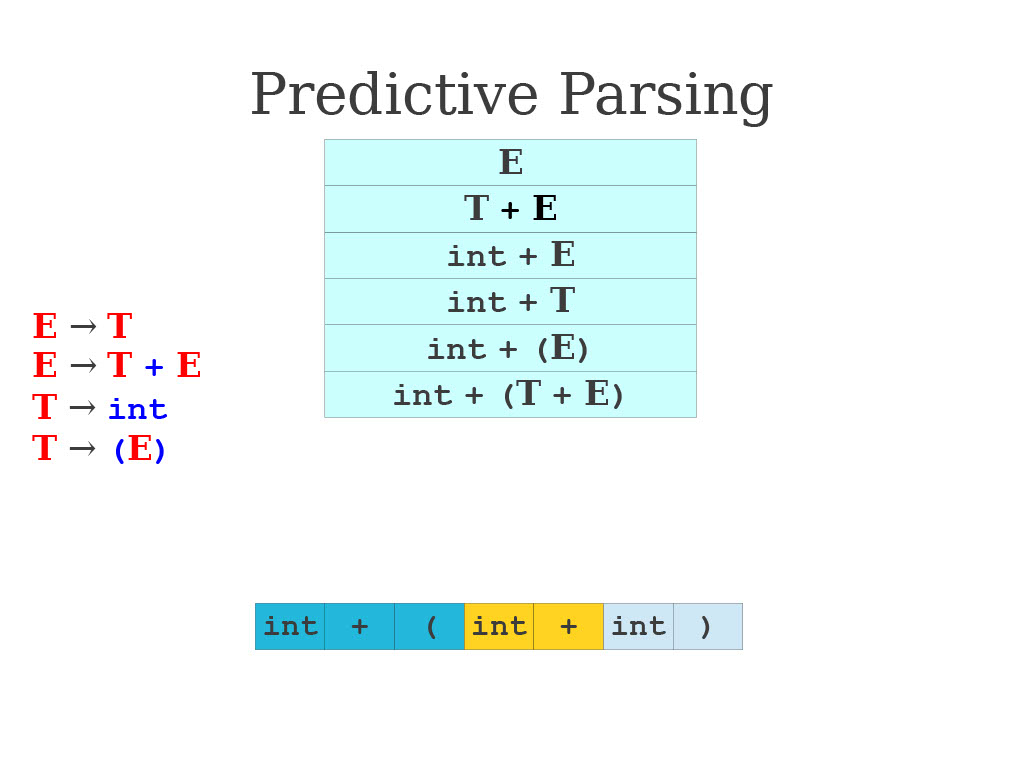 Predictive Parsing
E
T + E
int + E
int + T
int + (E)
int + (T + E)
E → T
E → T + E
T → int
T → (E)
int + ( int + int )